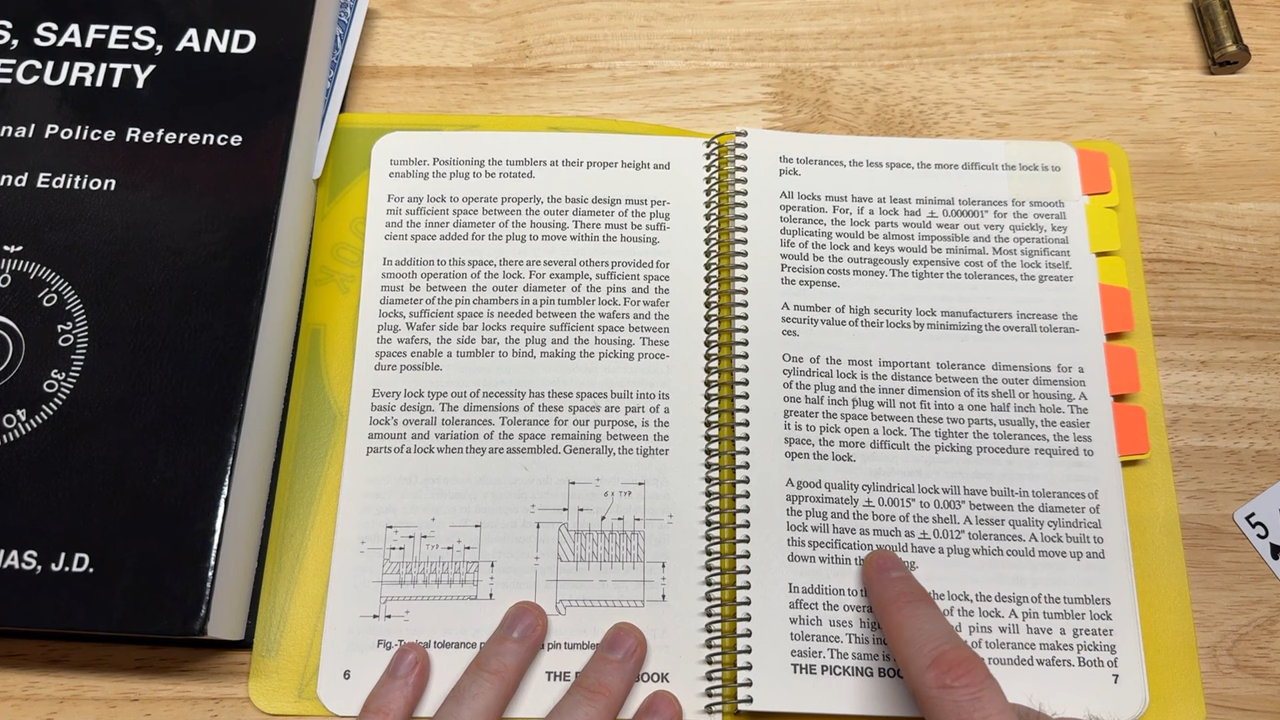 S, SAFES, AND
ECURITY
nal Police Reference
nd Edition
0
10
20
30
40
IAS, J.D.
tumbler. Positioning the tumblers at their proper height and
enabling the plug to be rotated.
For any lock to operate properly, the basic design must per-
mit sufficient space between the outer diameter of the plug
and the inner diameter of the housing. There must be suffi-
cient space added for the plug to move within the housing.
In addition to this space, there are several others provided for
smooth operation of the lock. For example, sufficient space
must be between the outer diameter of the pins and the
diameter of the pin chambers in a pin tumbler lock. For wafer
locks, sufficient space is needed between the wafers and the
plug. Wafer side bar locks require sufficient space between
the wafers, the side bar, the plug and the housing. These
spaces enable a tumbler to bind, making the picking proce-
dure possible.
Every lock type out of necessity has these spaces built into its
basic design. The dimensions of these spaces are part of a
lock's overall tolerances. Tolerance for our purpose, is the
amount and variation of the space remaining between the
parts of a lock when they are assembled. Generally, the tighter
TYP
6X TYP
Fig.-Typical tolerance p a pin tumbler
6
THE P OOK
the tolerances, the less space, the more difficult the lock is to
pick.
All locks must have at least minimal tolerances for smooth
operation. For, if a lock had ± 0.000001" for the overall
tolerance, the lock parts would wear out very quickly, key
duplicating would be almost impossible and the operational
life of the lock and keys would be minimal. Most significant
would be the outrageously expensive cost of the lock itself.
Precision costs money. The tighter the tolerances, the greater
the expense.
A number of high security lock manufacturers increase the
security value of their locks by minimizing the overall toleran-
ces.
One of the most important tolerance dimensions for a
cylindrical lock is the distance between the outer dimension
of the plug and the inner dimension of its shell or housing. A
one half inch plug will not fit into a one half inch hole. The
greater the space between these two parts, usually, the easier
it is to pick open a lock. The tighter the tolerances, the less
space, the more difficult the picking procedure required to
open the lock.
A good quality cylindrical lock will have built-in tolerances of
approximately ± 0.0015" to 0.003" between the diameter of
the plug and the bore of the shell. A lesser quality cylindrical
lock will have as much as ± 0.012" tolerances. A lock built to
this specification would have a plug which could move up and
down within th ng.
In addition to t the lock, the design of the tumblers
affect the overa of the lock. A pin tumbler lock
which uses hig d pins will have a greater
tolerance. This in of tolerance makes picking
easier. The same is rounded wafers. Both of
THE PICKING BOO
7
5